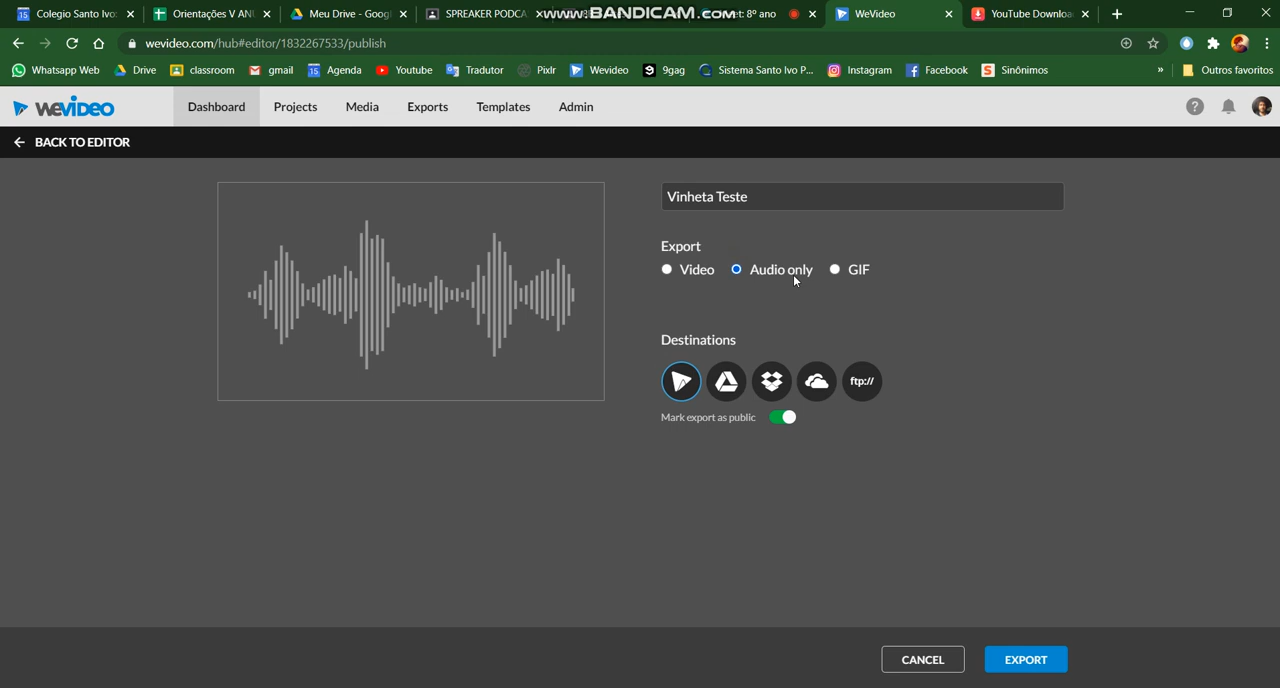 Colegio Santo Ivo:
Orientações V AN
Meu Drive - Googl
SPREAKER PODCA
www.BANDICAM.com
et: 8º ano
WeVideo
YouTube Downloa
wevideo.com/hub#editor/1832267533/publish
Whatsapp Web
Drive
classroom
gmail
Agenda
Youtube
Tradutor
Pixlr
Wevideo
9gag
Sistema Santo Ivo P...
Instagram
Facebook
Sinônimos
»
Outros favoritos
WEVIDEO
Dashboard
Projects
Media
Exports
Templates
Admin
BACK TO EDITOR
Vinheta Teste
Export
Video
Audio only
GIF
Destinations
ftp://
Mark export as public
CANCEL
EXPORT